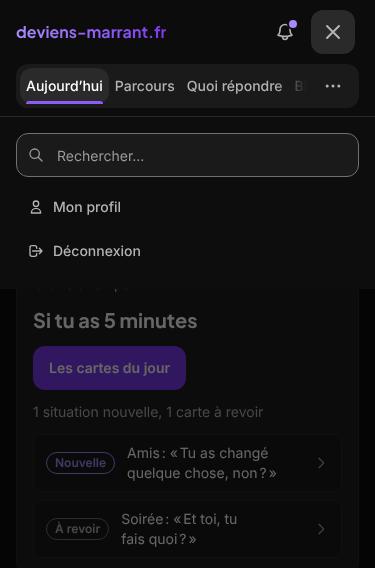 deviens-marrant.fr
Aujourd’hui Parcours Quoi répondre
Rechercher...
Mon profil
Déconnexion
Si tu as 5 minutes
Les cartes du jour
1 situation nouvelle, 1 carte à revoir
Nouvelle
Amis : « Tu as changé
quelque chose, non ? »
À revoir
Soirée : « Et toi, tu
fais quoi ? »